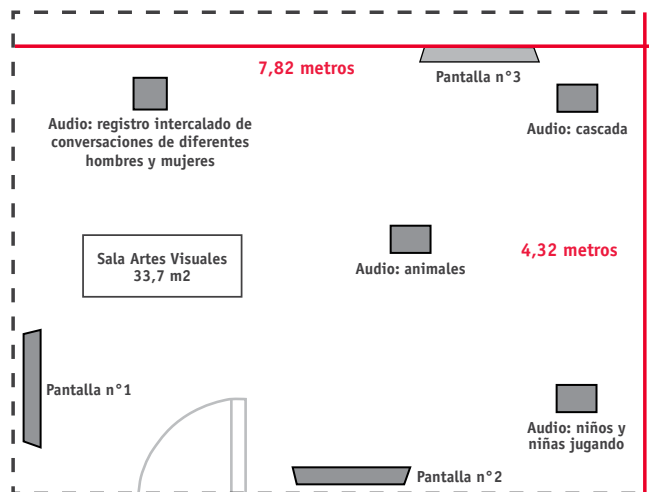 7,82 metros
Pantalla n°3
Audio: registro intercalado de
conversaciones de diferentes
hombres y mujeres
Audio: cascada
Sala Artes Visuales
33,7 m2
Audio: animales
4,32 metros
Pantalla n°1
Audio: niños y
niñas jugando
Pantalla n°2